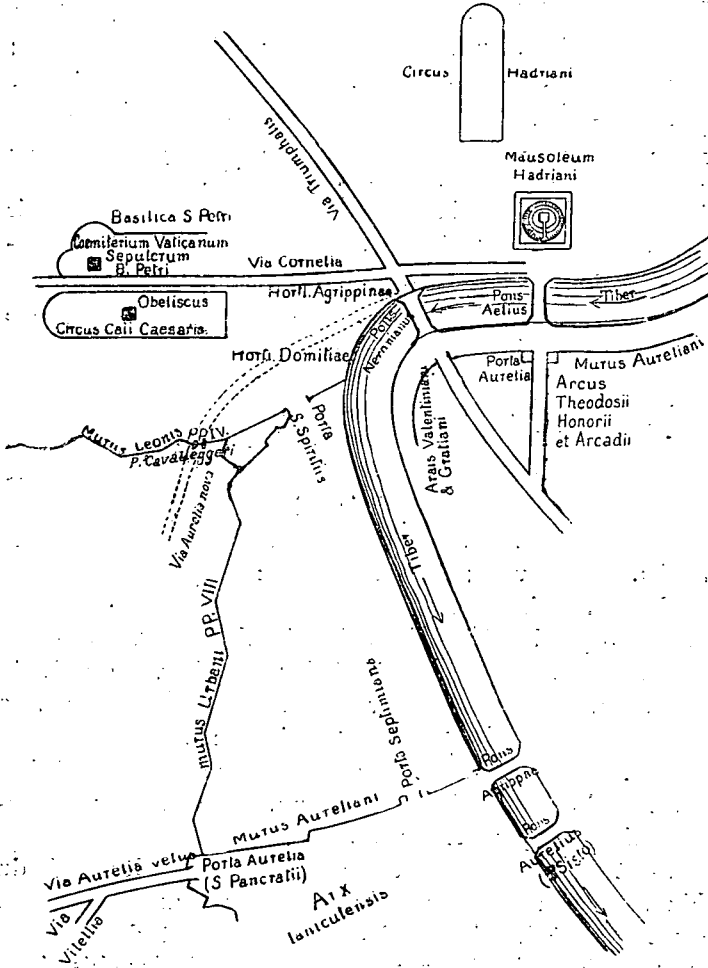 Circus Hadriani
Mausoleum
Hadriani
Via Triumphalis
Basilica S Petri
Coemiterium Vaticanum
Sepulcrum
B. Petri
Via Cornelia
Horti Agrippinae
Obeliscus
Circus Caii Caesaris
Pons
Neronianus
Pons
Aelius
Tiber
Horti Domitiae
Porta
Aurelia
Murus Aureliani
Arcus
Theodosii
Honorii
et Arcadii
Arcus Valentiniani
& Gratiani
Porta
S. Spiritus
Murus Leonis PP IV.
P. Cavalleggeri
Via Aurelia nova
Tiber
murus Urbani PP. VIII
Porta Septimiana
Pons
Agrippae
Pons
Aurelius
(P. Sisto)
Murus Aureliani
Via Aurelia vetus
Porta Aurelia
(S Pancratii)
Via
Vitellia
Arx
Ianiculensis